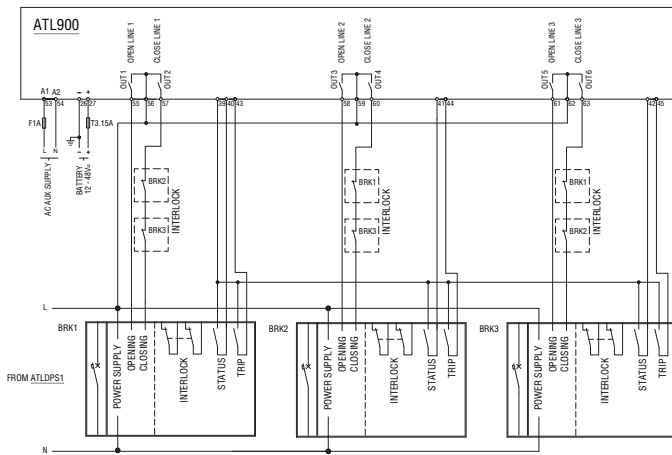 ATL900
OPEN LINE 1
CLOSE LINE 1
OPEN LINE 2
CLOSE LINE 2
OPEN LINE 3
CLOSE LINE 3
OUT1
OUT2
OUT3
OUT4
OUT5
OUT6
A1 A2 - +
53 54 26 27 55 56 57 39 40 43 58 59 60 41 44 61 62 63 42 45
F1A
T3.15A
L N - +
AC AUX SUPPLY
BATTERY
12 - 48V=
BRK2
BRK3
INTERLOCK
BRK1
BRK3
INTERLOCK
BRK1
BRK2
INTERLOCK
L
BRK1
POWER SUPPLY
OPENING
CLOSING
INTERLOCK
STATUS
TRIP
BRK2
POWER SUPPLY
OPENING
CLOSING
INTERLOCK
STATUS
TRIP
BRK3
POWER SUPPLY
OPENING
CLOSING
INTERLOCK
STATUS
TRIP
FROM ATLDPS1
N